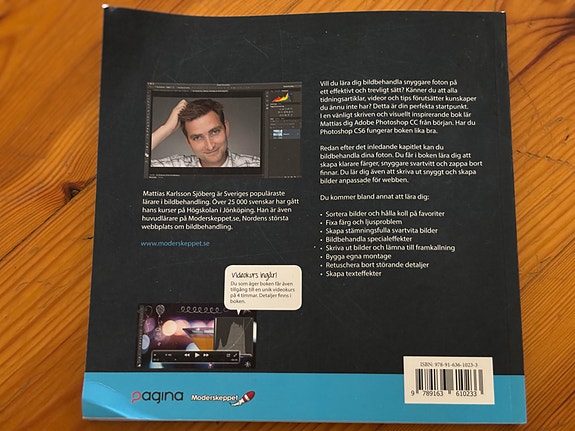 Vill du lära dig bildbehandla snyggare foton på
ett effektivt och trevligt sätt? Känner du att alla
tidningsartiklar, videor och tips förutsätter kunskaper
du ännu inte har? Detta är din perfekta startpunkt.
I en vänligt skriven och visuellt inspirerande bok lär
Mattias dig Adobe Photoshop CC från början. Har du
Photoshop CS6 fungerar boken lika bra.
Redan efter det inledande kapitlet kan du
bildbehandla dina foton. Du får i boken lära dig att
skapa klarare färger, snyggare svartvitt och zappa bort
finnar. Du lär dig även att skriva ut snyggt och skapa
bilder anpassade för webben.
Du kommer bland annat att lära dig:
• Sortera bilder och hålla koll på favoriter
• Fixa färg och ljusproblem
• Skapa stämningsfulla svartvita bilder
• Bildbehandla specialeffekter
• Skriva ut bilder och lämna till framkallning
• Bygga egna montage
• Retuschera bort störande detaljer
• Skapa texteffekter
Mattias Karlsson Sjöberg är Sveriges populäraste
lärare i bildbehandling. Över 25 000 svenskar har gått
hans kurser på Högskolan i Jönköping. Han är även
huvudlärare på Moderskeppet.se, Nordens största
webbplats om bildbehandling.
www.moderskeppet.se
Videokurs ingår!
Du som äger boken får även
tillgång till en unik videokurs
på 4 timmar. Detaljer finns i
boken.
pagina
Moderskeppet
ISBN: 978-91-636-1023-3
9 789163 610233